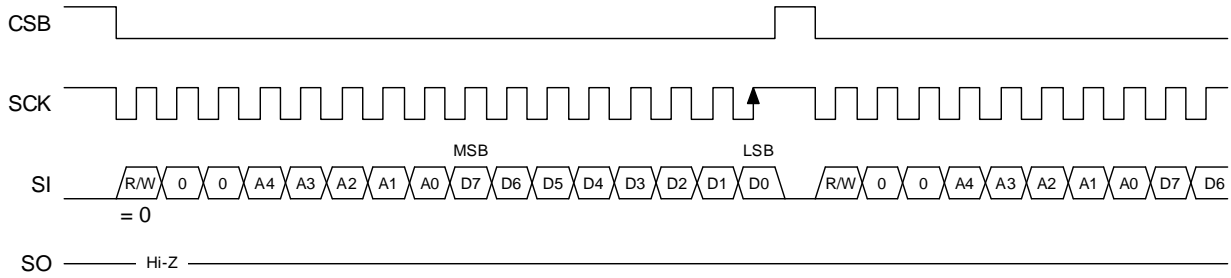 CSB
SCK
MSB LSB
SI R/W 0 0 A4 A3 A2 A1 A0 D7 D6 D5 D4 D3 D2 D1 D0 R/W 0 0 A4 A3 A2 A1 A0 D7 D6
= 0
SO Hi-Z